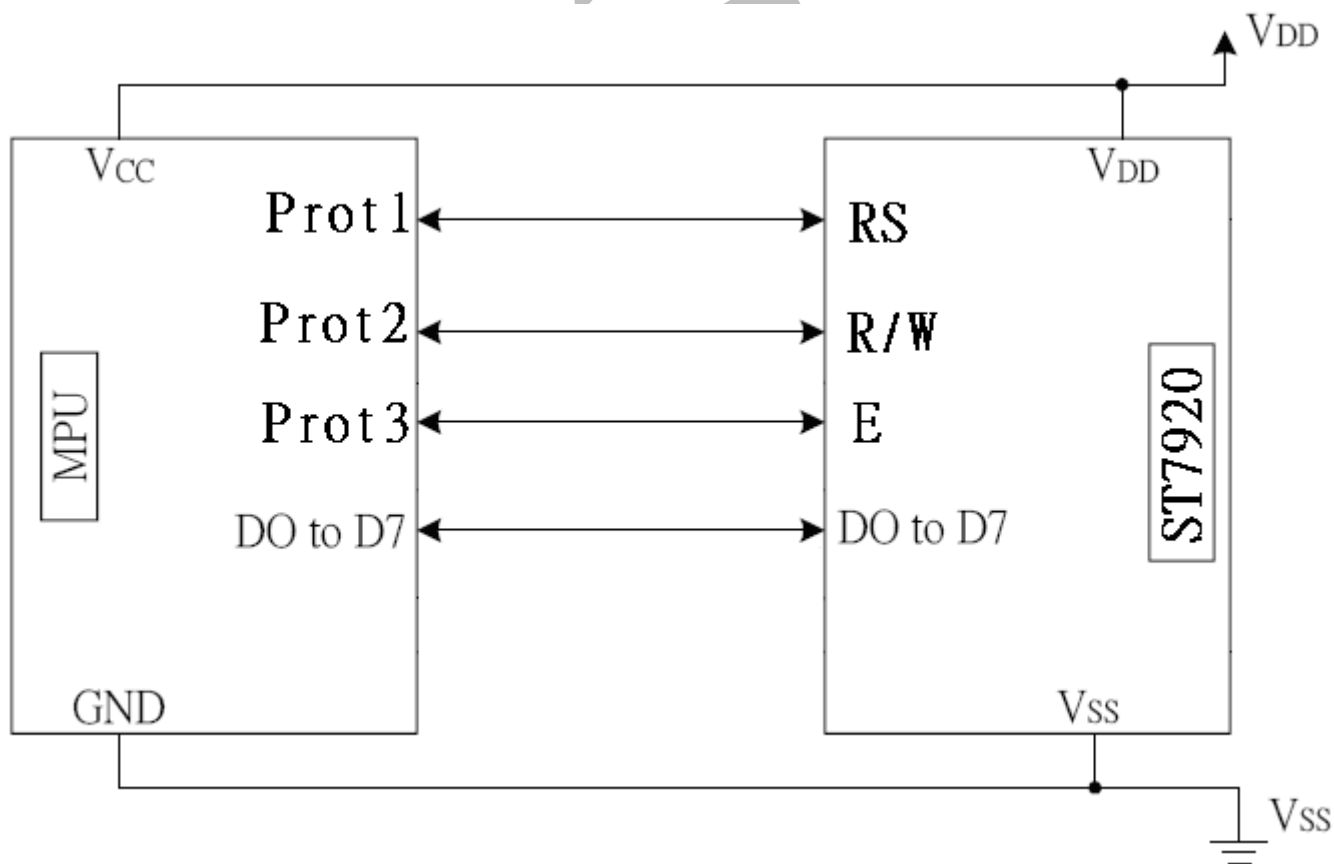 VDD
VCC
VDD
Prot1
RS
Prot2
R/W
Prot3
E
DO to D7
DO to D7
MPU
ST7920
GND
VSS
VSS